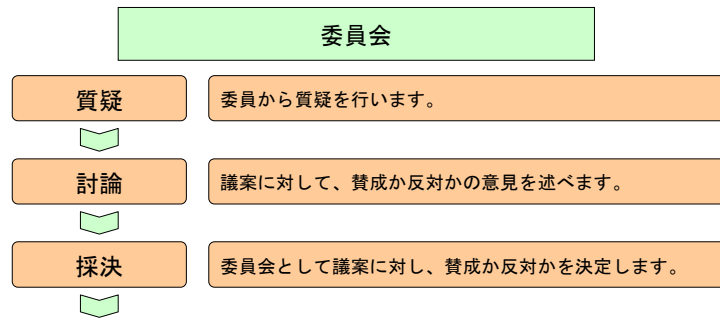 委員会
質疑
委員から質疑を行います。
討論
議案に対して、賛成か反対かの意見を述べます。
採決
委員会として議案に対し、賛成か反対かを決定します。